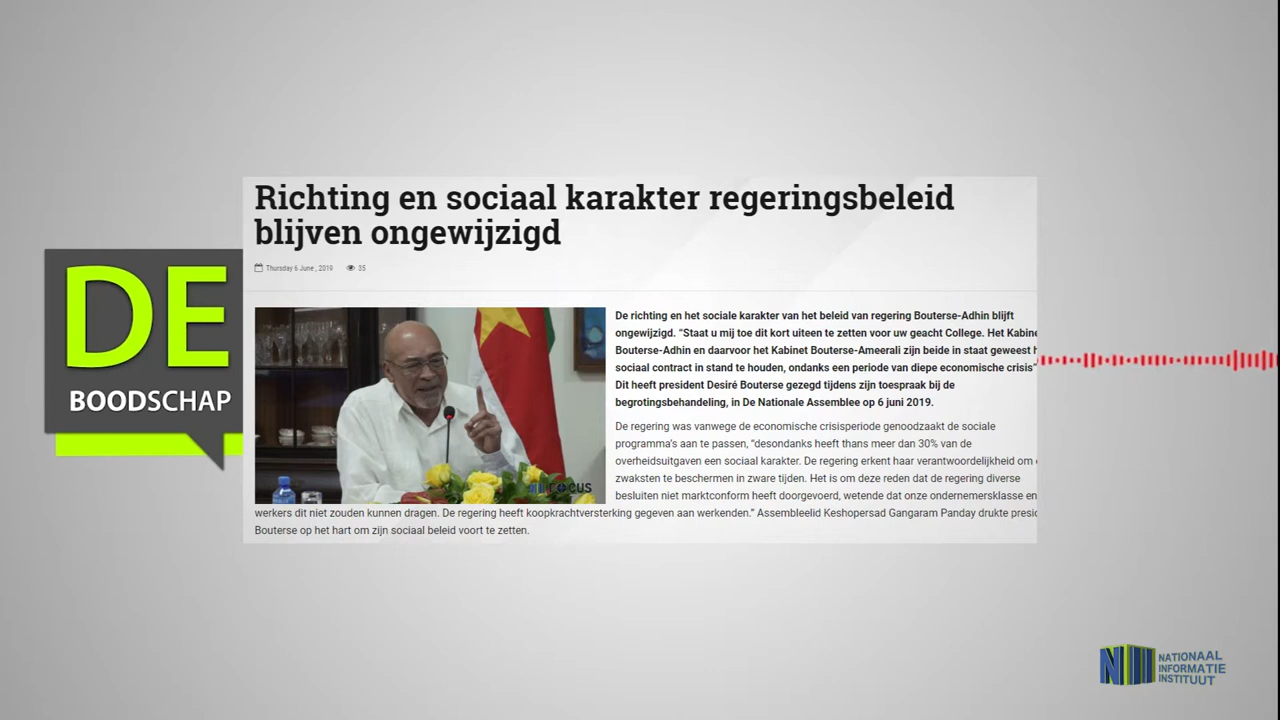 DE
BOODSCHAP
Richting en sociaal karakter regeringsbeleid
blijven ongewijzigd
Thursday 6 June , 2019 35
De richting en het sociale karakter van het beleid van regering Bouterse-Adhin blijft
ongewijzigd. "Staat u mij toe dit kort uiteen te zetten voor uw geacht College. Het Kabine
Bouterse-Adhin en daarvoor het Kabinet Bouterse-Ameerali zijn beide in staat geweest h
sociaal contract in stand te houden, ondanks een periode van diepe economische crisis"
Dit heeft president Desiré Bouterse gezegd tijdens zijn toespraak bij de
begrotingsbehandeling, in De Nationale Assemblee op 6 juni 2019.
De regering was vanwege de economische crisisperiode genoodzaakt de sociale
programma's aan te passen, "desondanks heeft thans meer dan 30% van de
overheidsuitgaven een sociaal karakter. De regering erkent haar verantwoordelijkheid om
zwaksten te beschermen in zware tijden. Het is om deze reden dat de regering diverse
besluiten niet marktconform heeft doorgevoerd, wetende dat onze ondernemersklasse en
werkers dit niet zouden kunnen dragen. De regering heeft koopkrachtversterking gegeven aan werkenden." Assembleelid Keshopersad Gangaram Panday drukte presid
Bouterse op het hart om zijn sociaal beleid voort te zetten.
NATIONAAL
INFORMATIE
INSTITUUT